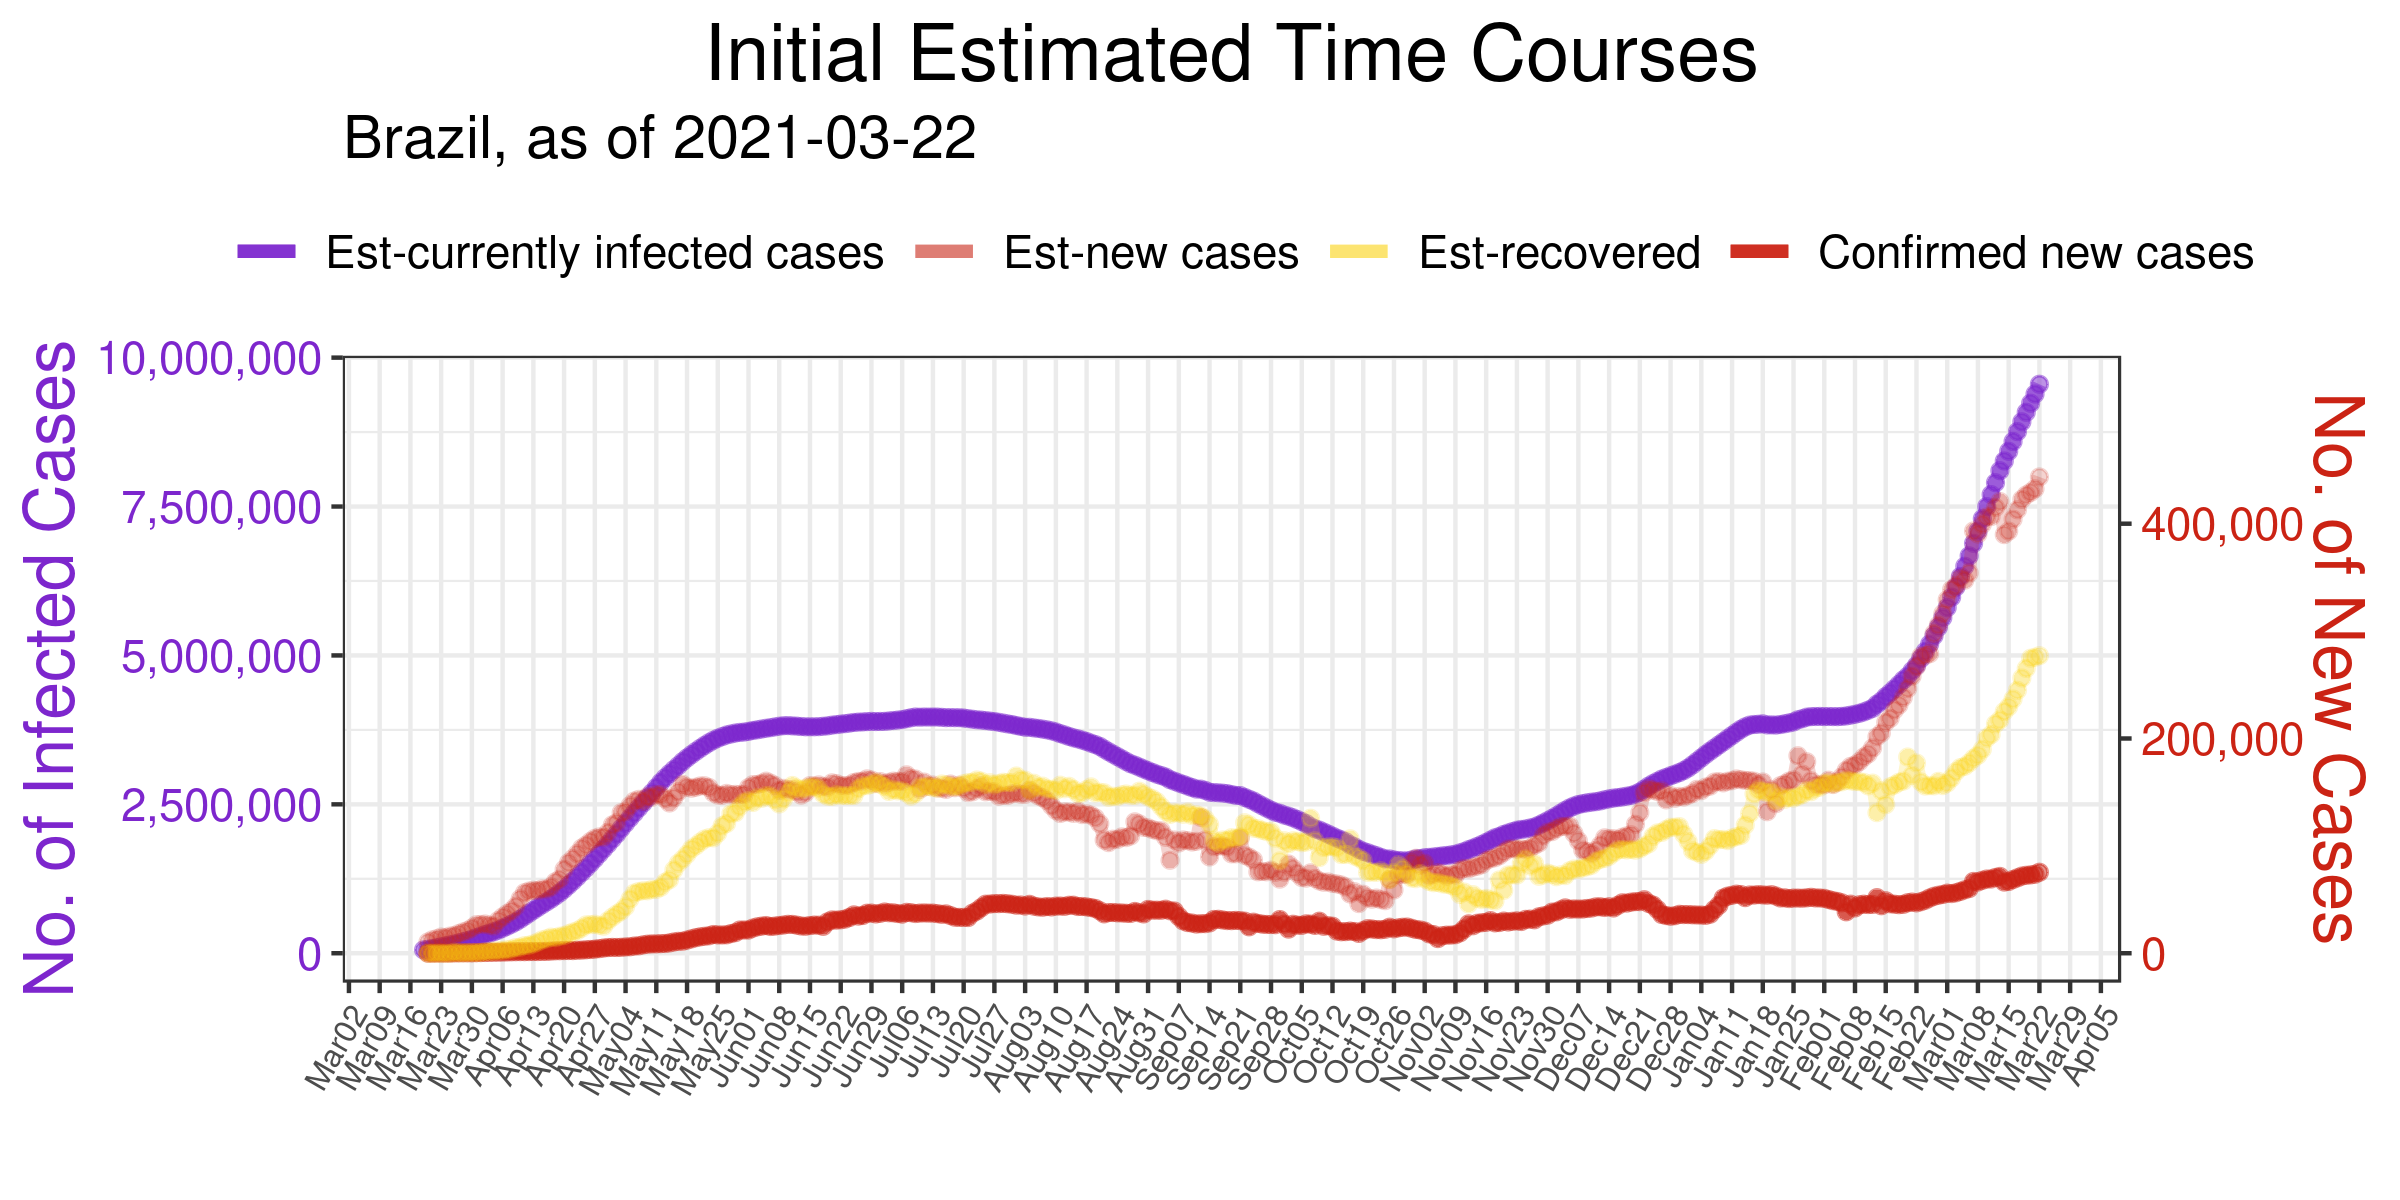 Initial Estimated Time Courses
Brazil, as of 2021-03-22
Est-currently infected cases Est-new cases Est-recovered Confirmed new cases
No. of Infected Cases
10,000,000
7,500,000
5,000,000
2,500,000
0
400,000
200,000
0
No. of New Cases
Mar02 Mar09 Mar16 Mar23 Mar30 Apr06 Apr13 Apr20 Apr27 May04 May11 May18 May25 Jun01 Jun08 Jun15 Jun22 Jun29 Jul06 Jul13 Jul20 Jul27 Aug03 Aug10 Aug17 Aug24 Aug31 Sep07 Sep14 Sep21 Sep28 Oct05 Oct12 Oct19 Oct26 Nov02 Nov09 Nov16 Nov23 Nov30 Dec07 Dec14 Dec21 Dec28 Jan04 Jan11 Jan18 Jan25 Feb01 Feb08 Feb15 Feb22 Mar01 Mar08 Mar15 Mar22 Mar29 Apr05